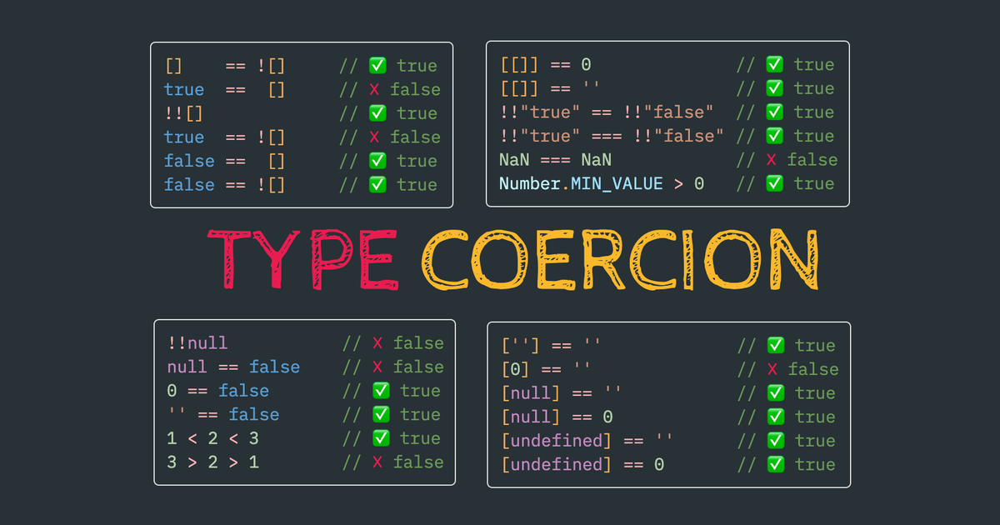 []    == ![]     // ✅ true
true  ==  []     // ❌ false
!![]             // ✅ true
true  == ![]     // ❌ false
false ==  []     // ✅ true
false == ![]     // ✅ true
[[]] == 0              // ✅ true
[[]] == ''             // ✅ true
!!"true" == !!"false"  // ✅ true
!!"true" === !!"false" // ✅ true
NaN === NaN            // ❌ false
Number.MIN_VALUE > 0   // ✅ true
TYPE COERCION
!!null           // ❌ false
null == false    // ❌ false
0 == false       // ✅ true
'' == false      // ✅ true
1 < 2 < 3        // ✅ true
3 > 2 > 1        // ❌ false
[''] == ''             // ✅ true
[0] == ''              // ❌ false
[null] == ''           // ✅ true
[null] == 0            // ✅ true
[undefined] == ''      // ✅ true
[undefined] == 0       // ✅ true